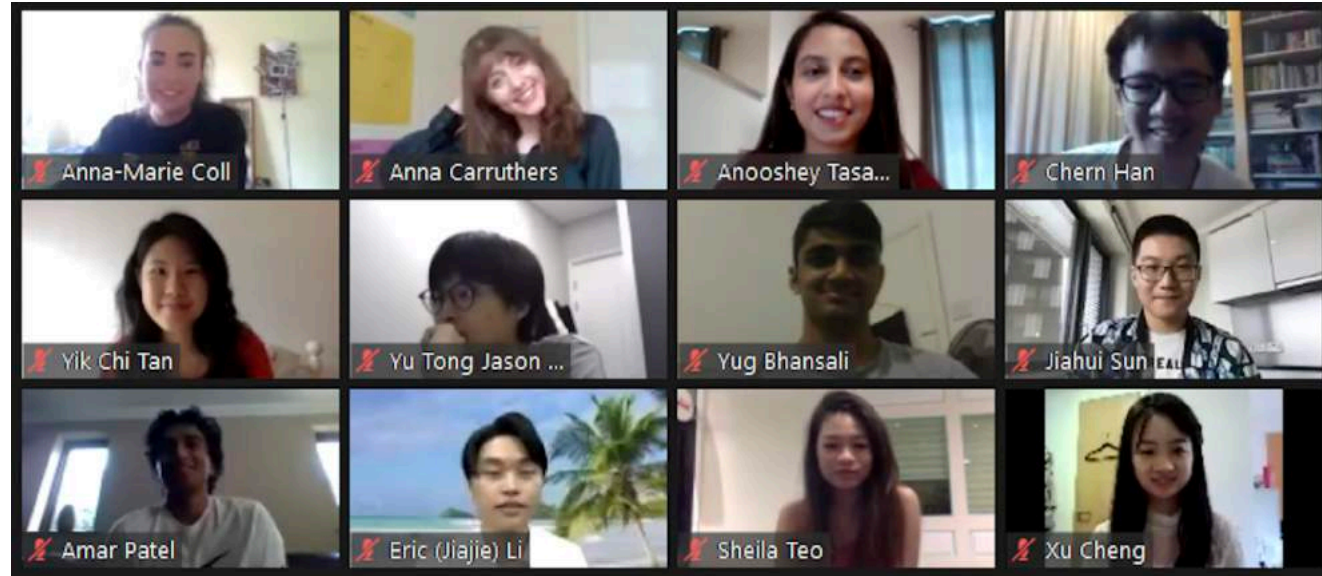 Anna-Marie Coll
Anna Carruthers
Anooshey Tasa...
Chern Han
Yik Chi Tan
Yu Tong Jason ...
Yug Bhansali
Jiahui Sun
EAL
Amar Patel
Eric (Jiajie) Li
Sheila Teo
Xu Cheng